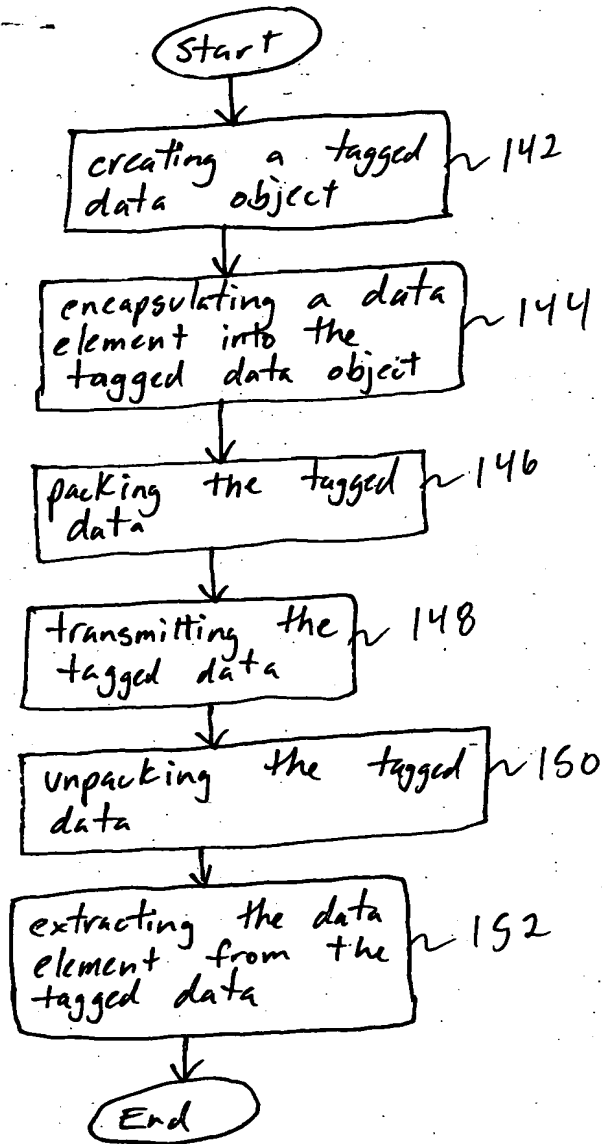 Start
creating a tagged
data object
142
encapsulating a data
element into the
tagged data object
144
packing the tagged
data
146
transmitting the
tagged data
148
unpacking the tagged
data
150
extracting the data
element from the
tagged data
152
End